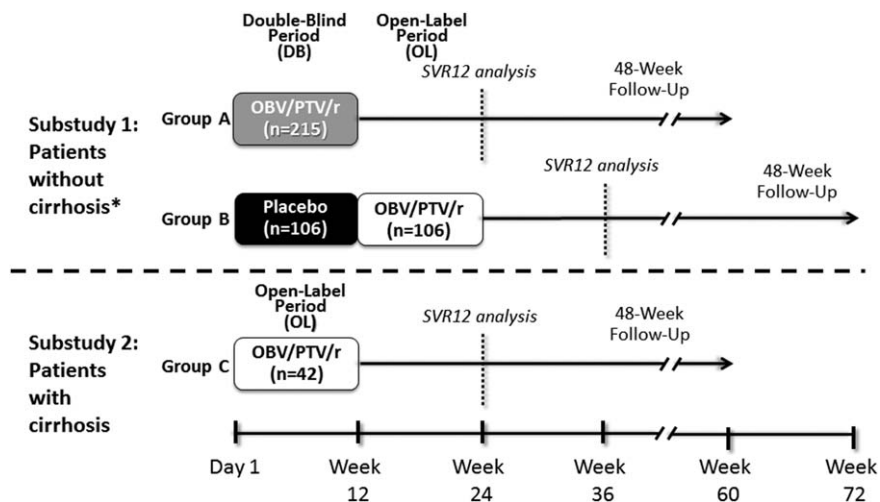 Double-Blind
Period
(DB)
Open-Label
Period
(OL)
SVR12 analysis
48-Week
Follow-Up
Substudy 1:
Patients
without
cirrhosis*
Group A
OBV/PTV/r
(n=215)
SVR12 analysis
48-Week
Follow-Up
Group B
Placebo
(n=106)
OBV/PTV/r
(n=106)
Open-Label
Period
(OL)
SVR12 analysis
48-Week
Follow-Up
Substudy 2:
Patients
with
cirrhosis
Group C
OBV/PTV/r
(n=42)
Day 1
Week
12
Week
24
Week
36
Week
60
Week
72